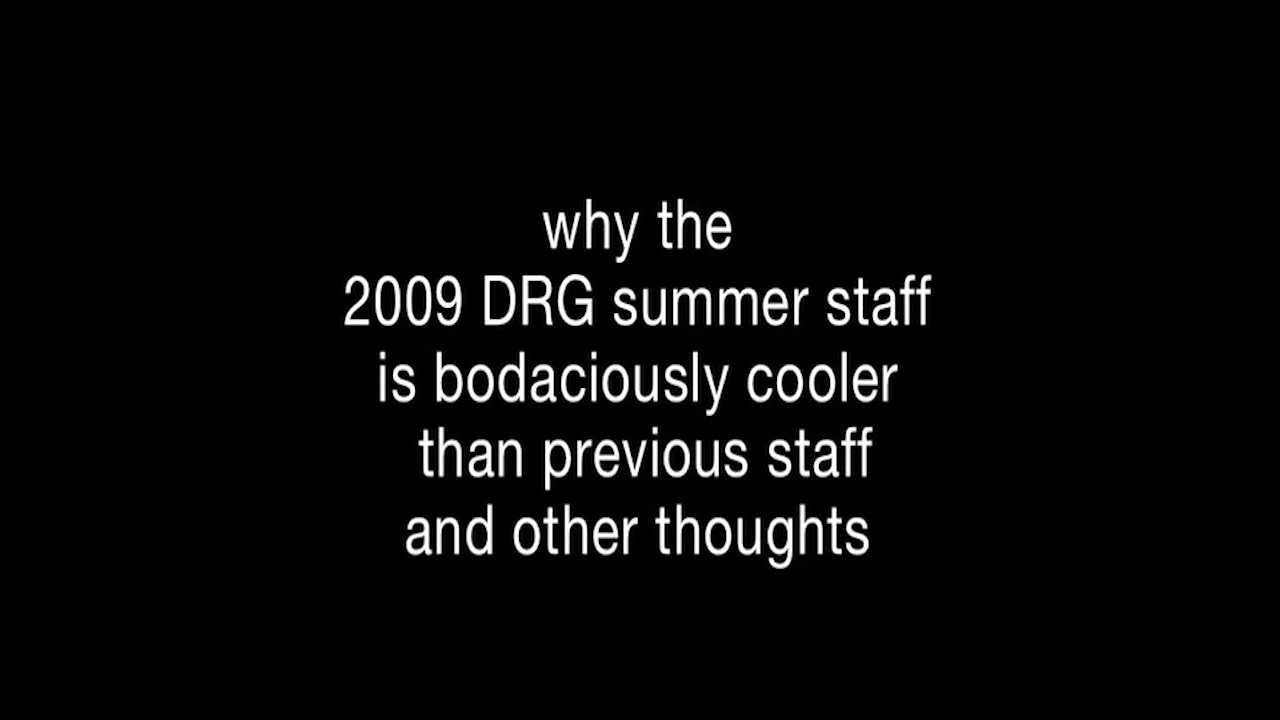 why the
2009 DRG summer staff
is bodaciously cooler
than previous staff
and other thoughts